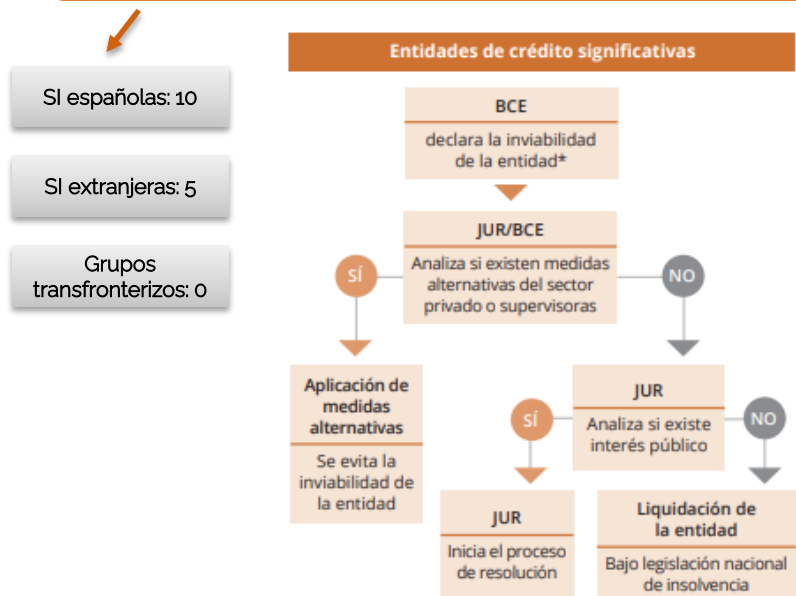 SI españolas: 10
SI extranjeras: 5
Grupos
transfronterizos: 0
Entidades de crédito significativas
BCE
declara la inviabilidad
de la entidad*
JUR/BCE
Analiza si existen medidas
alternativas del sector
privado o supervisoras
SÍ
NO
Aplicación de
medidas
alternativas
Se evita la
inviabilidad de
la entidad
JUR
Analiza si existe
interés público
SÍ
NO
JUR
Inicia el proceso
de resolución
Liquidación de
la entidad
Bajo legislación nacional
de insolvencia